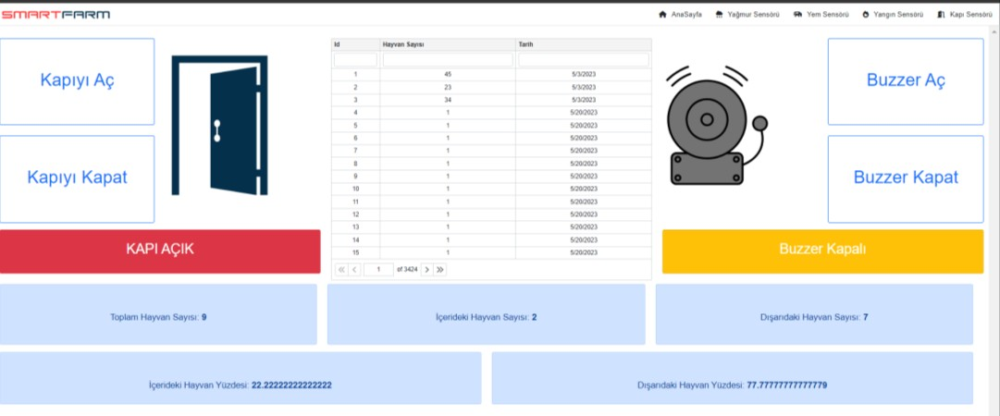 SMARTFARM
AnaSayfa Yağmur Sensörü Yem Sensörü Yangın Sensörü Kapı Sensörü
Kapıyı Aç
Kapıyı Kapat
KAPI AÇIK
Id Hayvan Sayısı Tarih
1 45 5/3/2023
2 23 5/3/2023
3 34 5/3/2023
4 1 5/20/2023
5 1 5/20/2023
6 1 5/20/2023
7 1 5/20/2023
8 1 5/20/2023
9 1 5/20/2023
10 1 5/20/2023
11 1 5/20/2023
12 1 5/20/2023
13 1 5/20/2023
14 1 5/20/2023
15 1 5/20/2023
1 of 3424
Buzzer Aç
Buzzer Kapat
Buzzer Kapalı
Toplam Hayvan Sayısı: 9
İçerideki Hayvan Sayısı: 2
Dışarıdaki Hayvan Sayısı: 7
İçerideki Hayvan Yüzdesi: 22.22222222222222
Dışarıdaki Hayvan Yüzdesi: 77.77777777777779